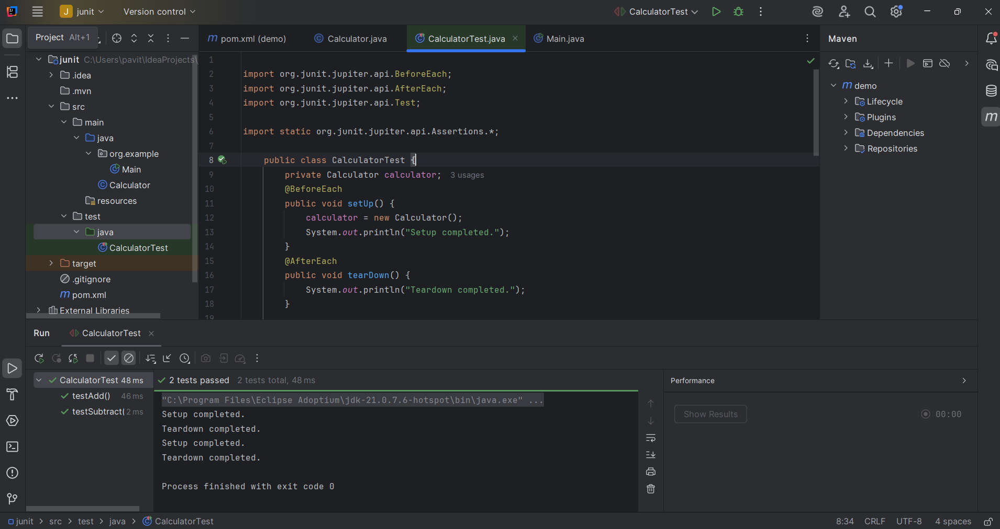 J junit Version control CalculatorTest
Project Alt+1
pom.xml (demo) Calculator.java CalculatorTest.java Main.java
Maven
junit C:\Users\pavit\IdeaProjects\
.idea
.mvn
src
main
java
org.example
Main
Calculator
resources
test
java
CalculatorTest
target
.gitignore
pom.xml
External Libraries
1
2 import org.junit.jupiter.api.BeforeEach;
3 import org.junit.jupiter.api.AfterEach;
4 import org.junit.jupiter.api.Test;
5
6 import static org.junit.jupiter.api.Assertions.*;
7
8 public class CalculatorTest {
9 private Calculator calculator; 3 usages
10 @BeforeEach
11 public void setUp() {
12 calculator = new Calculator();
13 System.out.println("Setup completed.");
14 }
15 @AfterEach
16 public void tearDown() {
17 System.out.println("Teardown completed.");
18 }
19
demo
Lifecycle
Plugins
Dependencies
Repositories
Run CalculatorTest
CalculatorTest 48 ms
testAdd() 46 ms
testSubtract( 2 ms
2 tests passed 2 tests total, 48 ms
"C:\Program Files\Eclipse Adoptium\jdk-21.0.7.6-hotspot\bin\java.exe" ...
Setup completed.
Teardown completed.
Setup completed.
Teardown completed.
Process finished with exit code 0
Performance
Show Results 00:00
junit > src > test > java > CalculatorTest
8:34 CRLF UTF-8 4 spaces